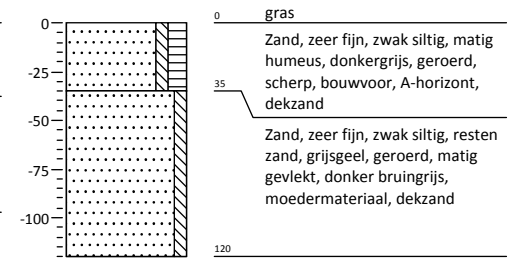 0
-25
-50
-75
-100
0
gras
Zand, zeer fijn, zwak siltig, matig
humeus, donkergrijs, geroerd,
scherp, bouwvoor, A-horizont,
dekzand
35
Zand, zeer fijn, zwak siltig, resten
zand, grijsgeel, geroerd, matig
gevlekt, donker bruingrijs,
moedermateriaal, dekzand
120